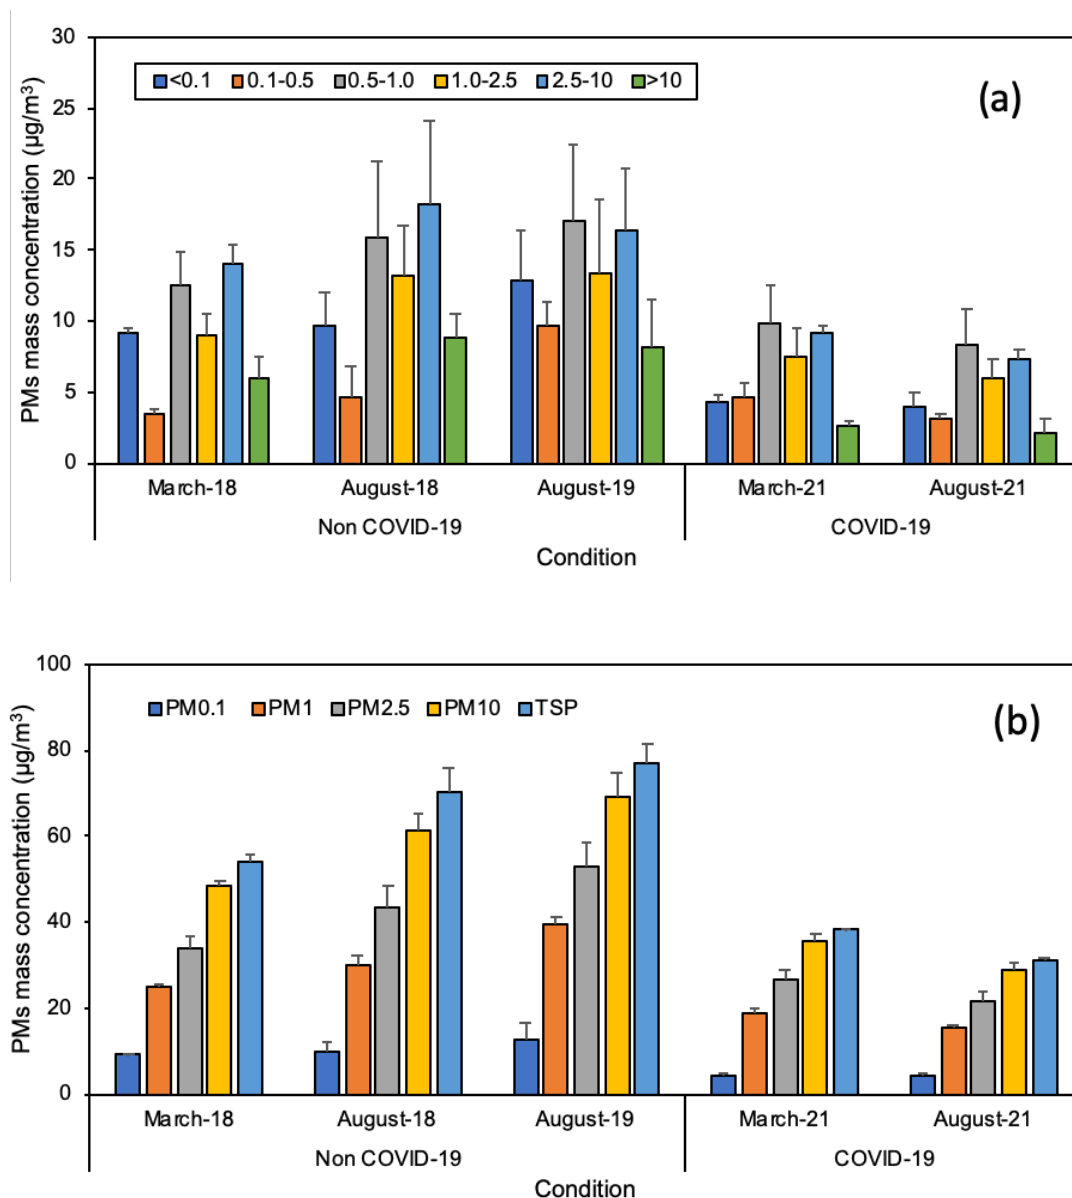 30
25
20
15
10
5
0
PMs mass concentration (µg/m³)
<0.1 0.1-0.5 0.5-1.0 1.0-2.5 2.5-10 >10
(a)
March-18 August-18 August-19 March-21 August-21
Non COVID-19 COVID-19
Condition
100
80
60
40
20
0
PMs mass concentration (µg/m³)
PM0.1 PM1 PM2.5 PM10 TSP
(b)
March-18 August-18 August-19 March-21 August-21
Non COVID-19 COVID-19
Condition